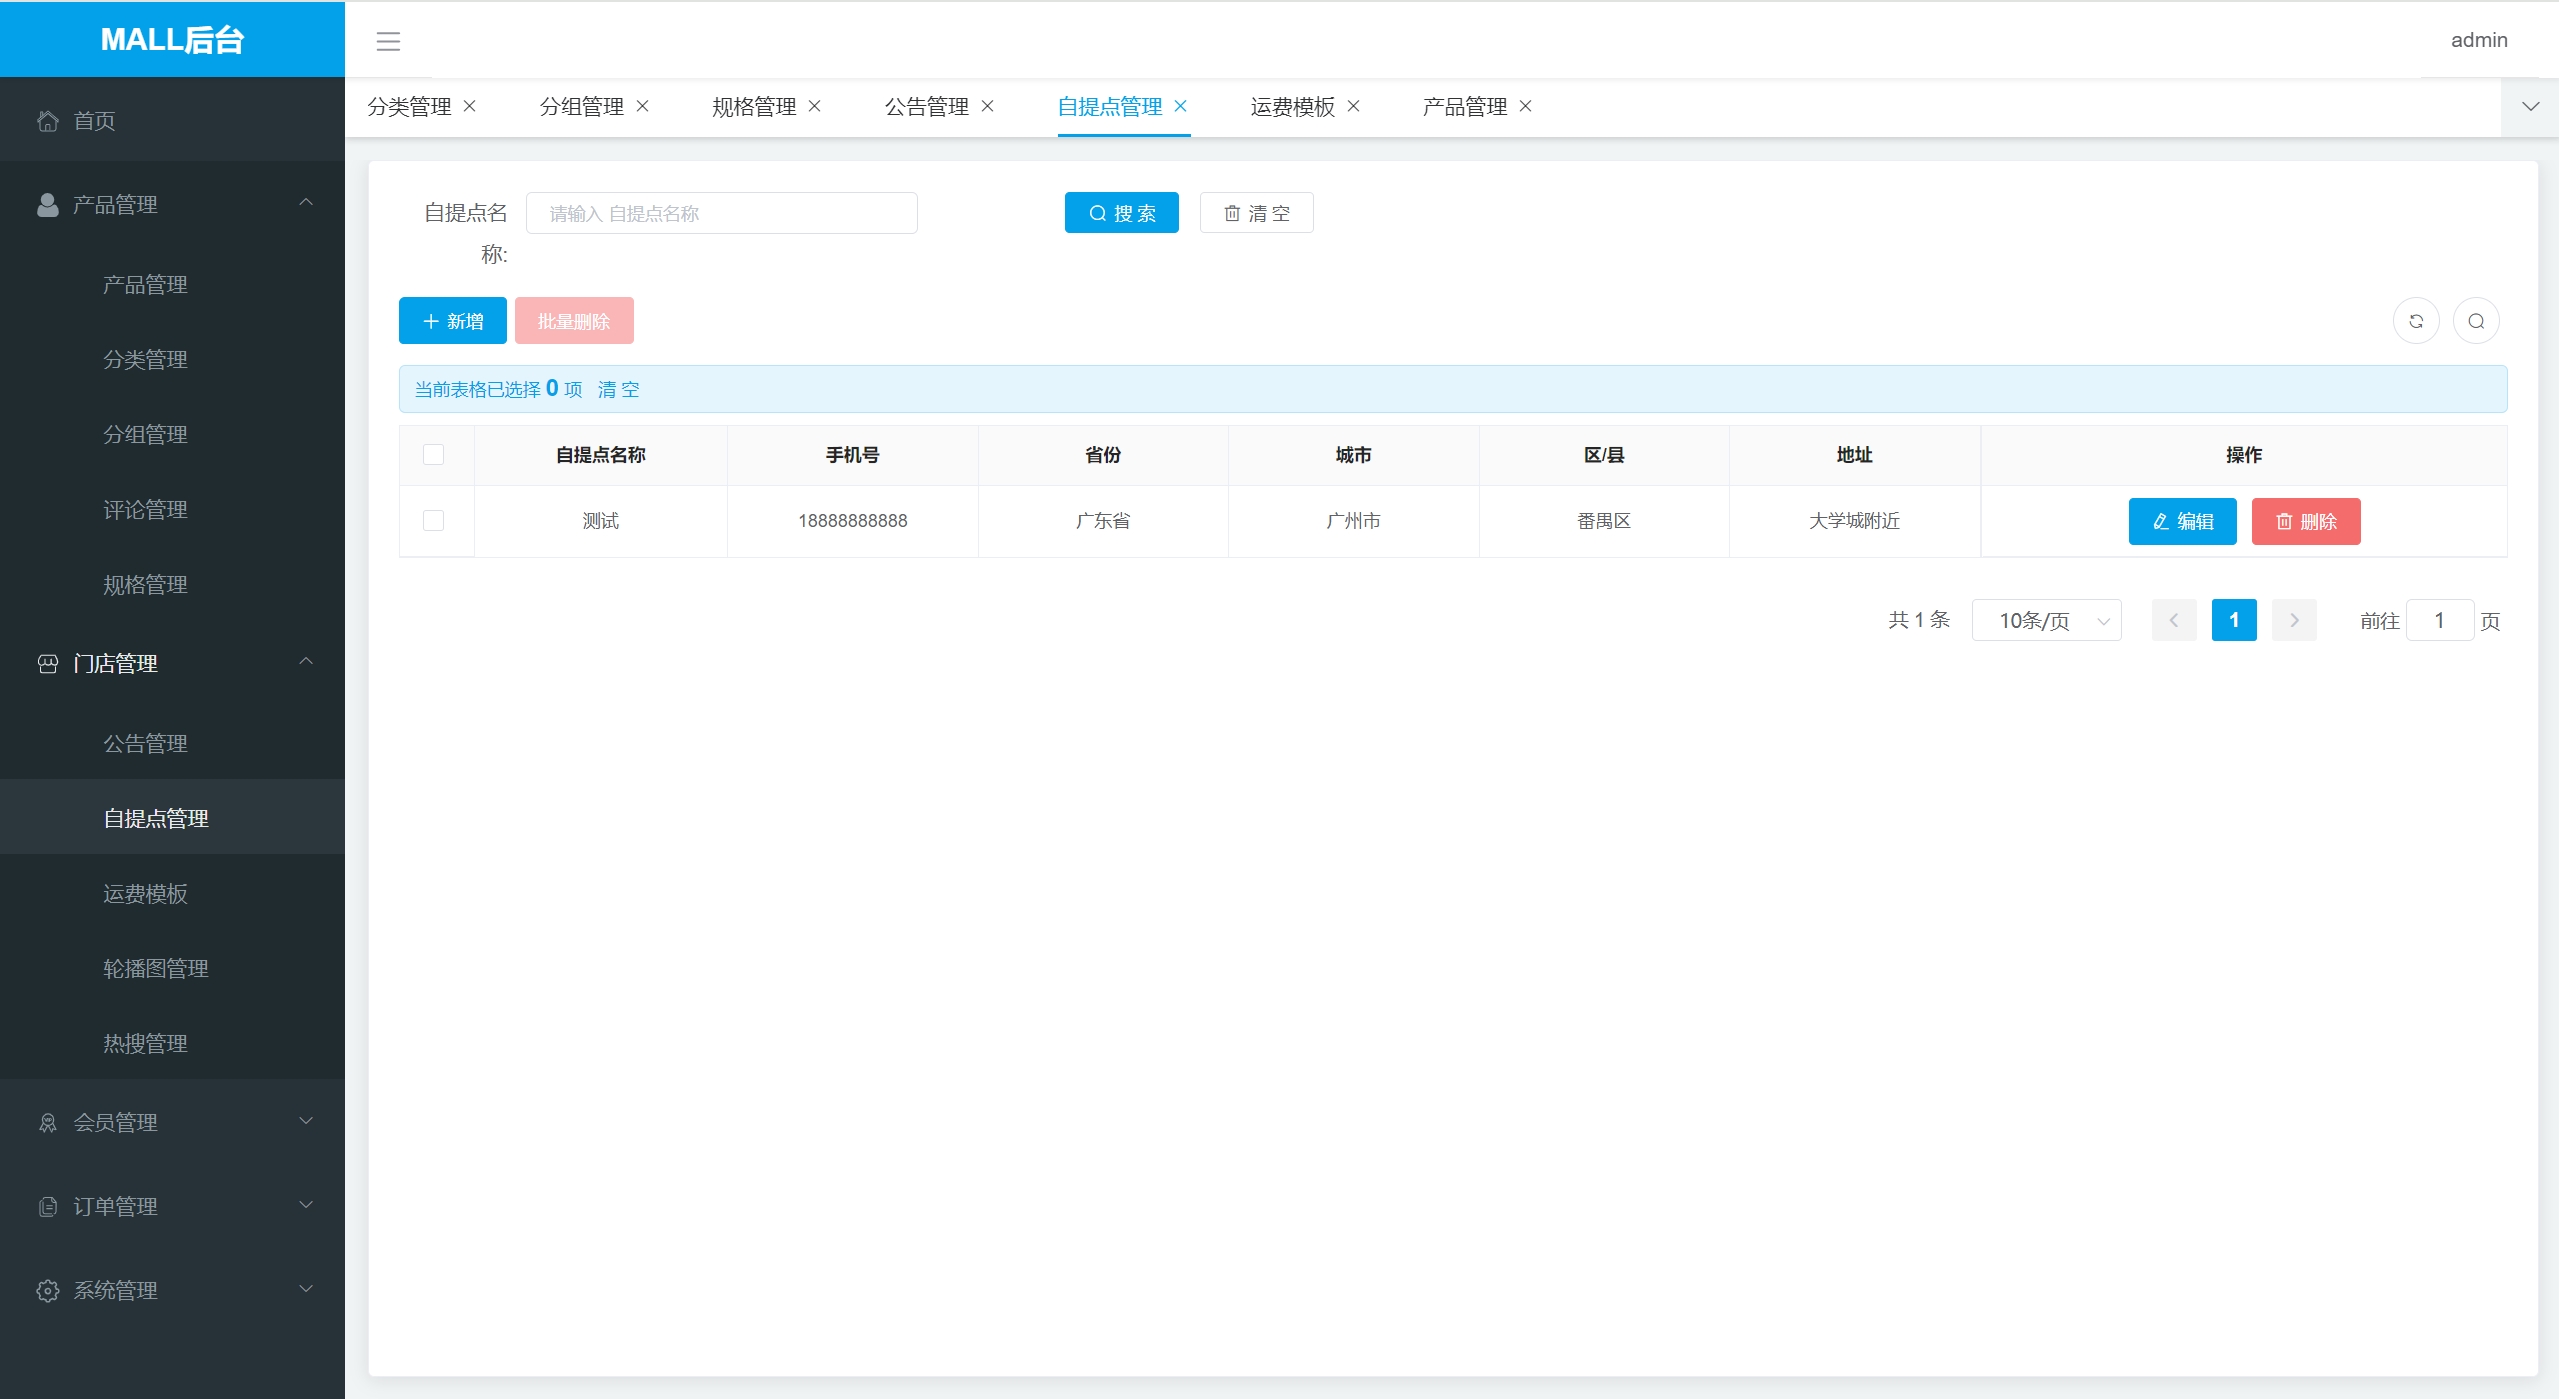 MALL后台
admin
首页
产品管理
产品管理
分类管理
分组管理
评论管理
规格管理
门店管理
公告管理
自提点管理
运费模板
轮播图管理
热搜管理
会员管理
订单管理
系统管理
分类管理 分组管理 规格管理 公告管理 自提点管理 运费模板 产品管理
自提点名
称:
请输入 自提点名称
搜 索 清 空
新增 批量删除
当前表格已选择 0 项 清 空
自提点名称 手机号 省份 城市 区/县 地址 操作
测试 18888888888 广东省 广州市 番禺区 大学城附近 编辑 删除
共 1 条 10条/页 1 前往 1 页